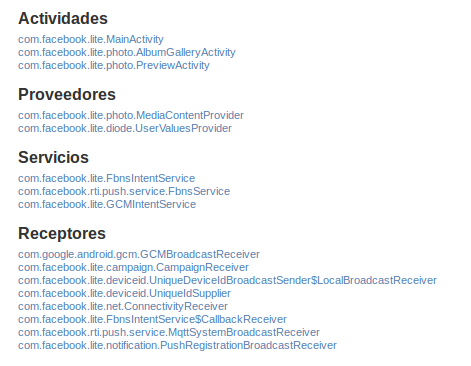 Actividades
com.facebook.lite.MainActivity
com.facebook.lite.photo.AlbumGalleryActivity
com.facebook.lite.photo.PreviewActivity
Proveedores
com.facebook.lite.photo.MediaContentProvider
com.facebook.lite.diode.UserValuesProvider
Servicios
com.facebook.lite.FbnsIntentService
com.facebook.rti.push.service.FbnsService
com.facebook.lite.GCMIntentService
Receptores
com.google.android.gcm.GCMBroadcastReceiver
com.facebook.lite.campaign.CampaignReceiver
com.facebook.lite.deviceid.UniqueDeviceIdBroadcastSender$LocalBroadcastReceiver
com.facebook.lite.deviceid.UniqueIdSupplier
com.facebook.lite.net.ConnectivityReceiver
com.facebook.lite.FbnsIntentService$CallbackReceiver
com.facebook.rti.push.service.MqttSystemBroadcastReceiver
com.facebook.lite.notification.PushRegistrationBroadcastReceiver